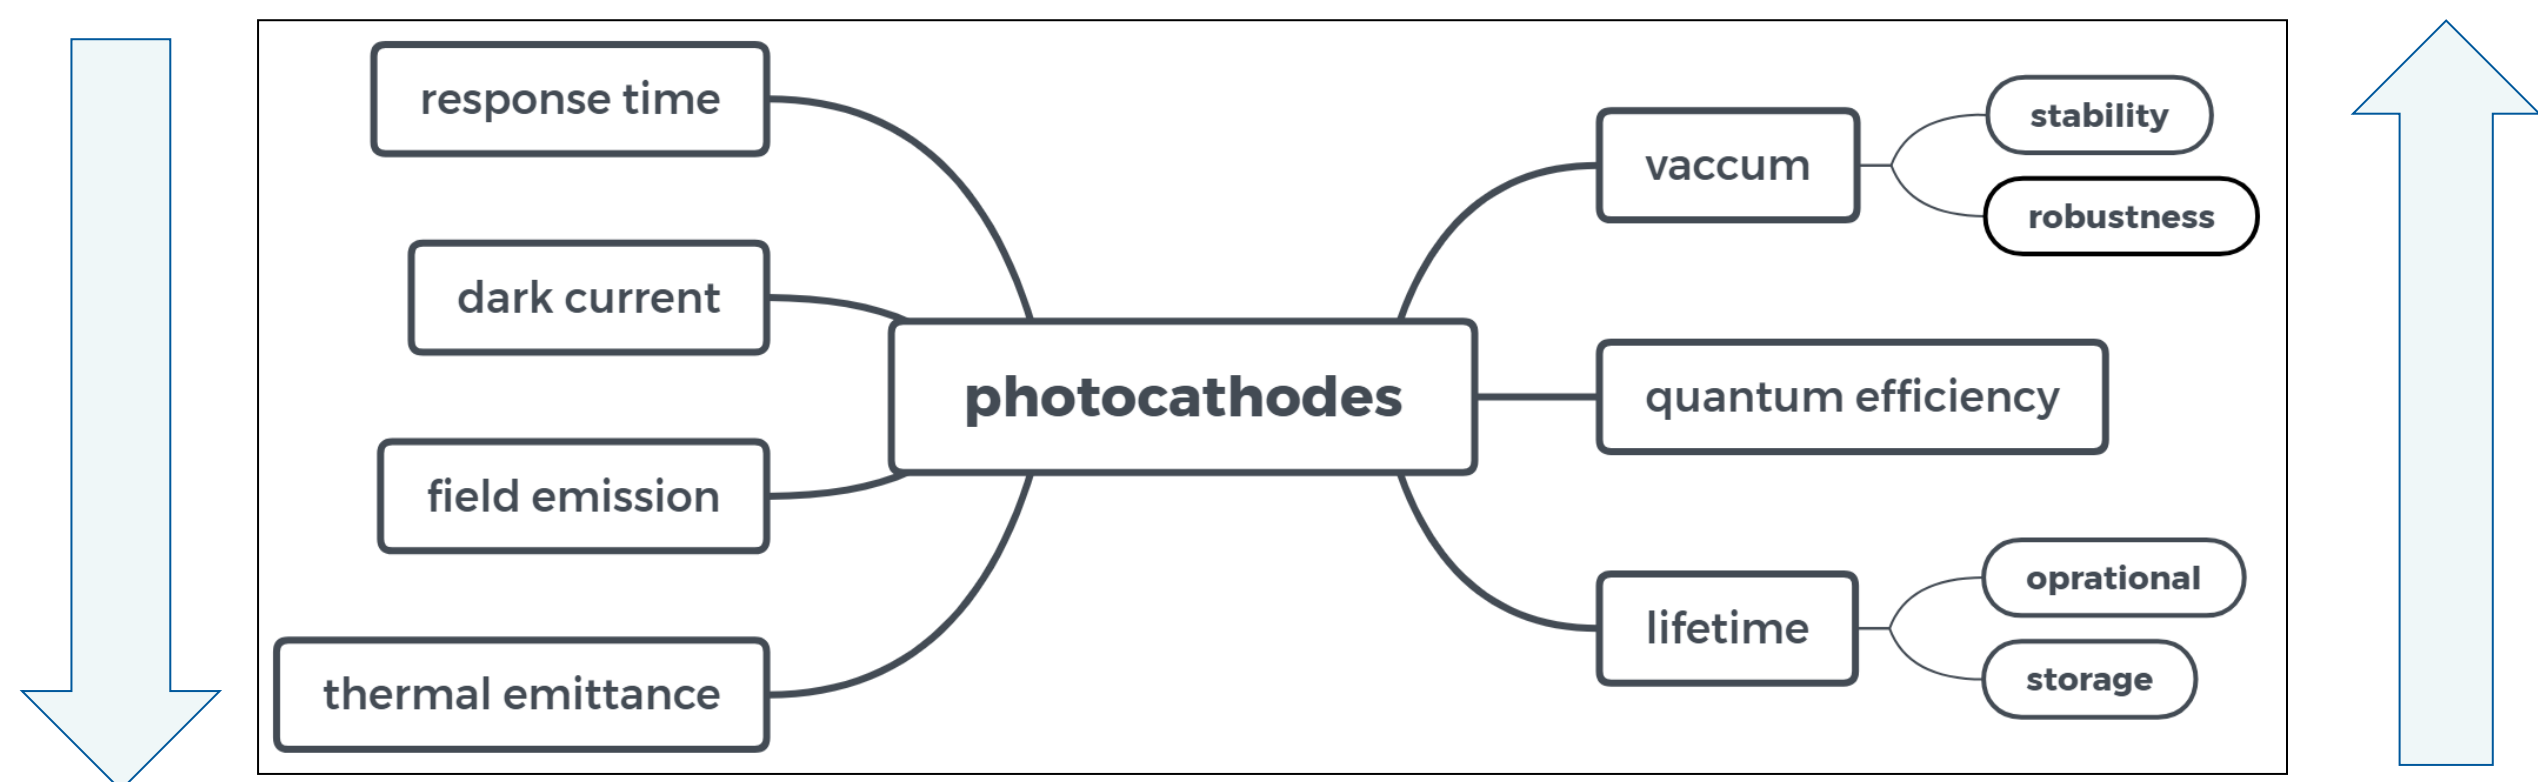 response time
dark current
field emission
thermal emittance
photocathodes
vaccum
stability
robustness
quantum efficiency
lifetime
oprational
storage